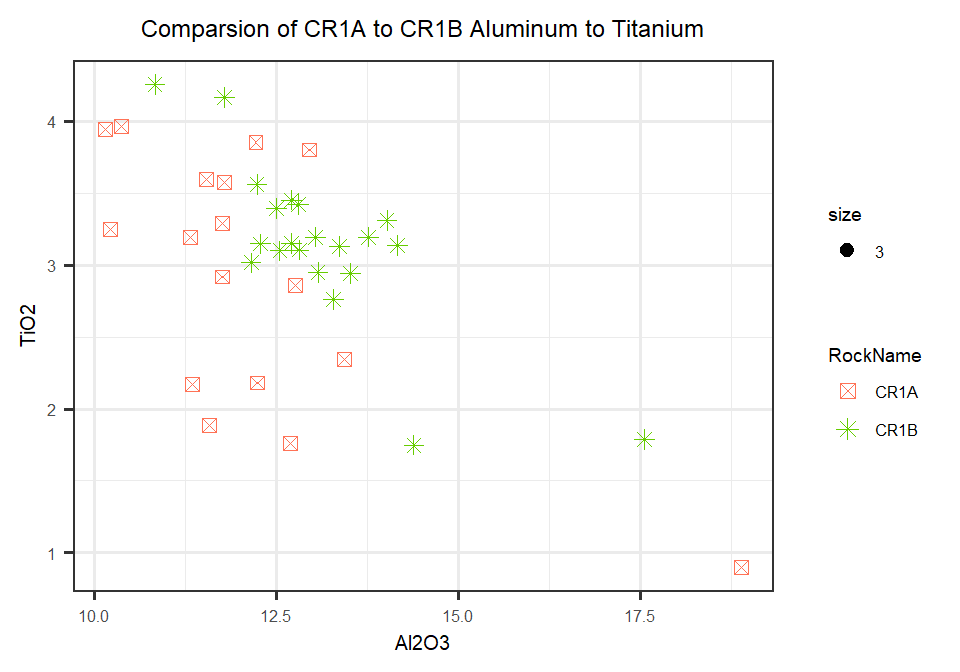 Comparsion of CR1A to CR1B Aluminum to Titanium
TiO2
4
3
2
1
10.0
12.5
15.0
17.5
Al2O3
size
3
RockName
CR1A
CR1B